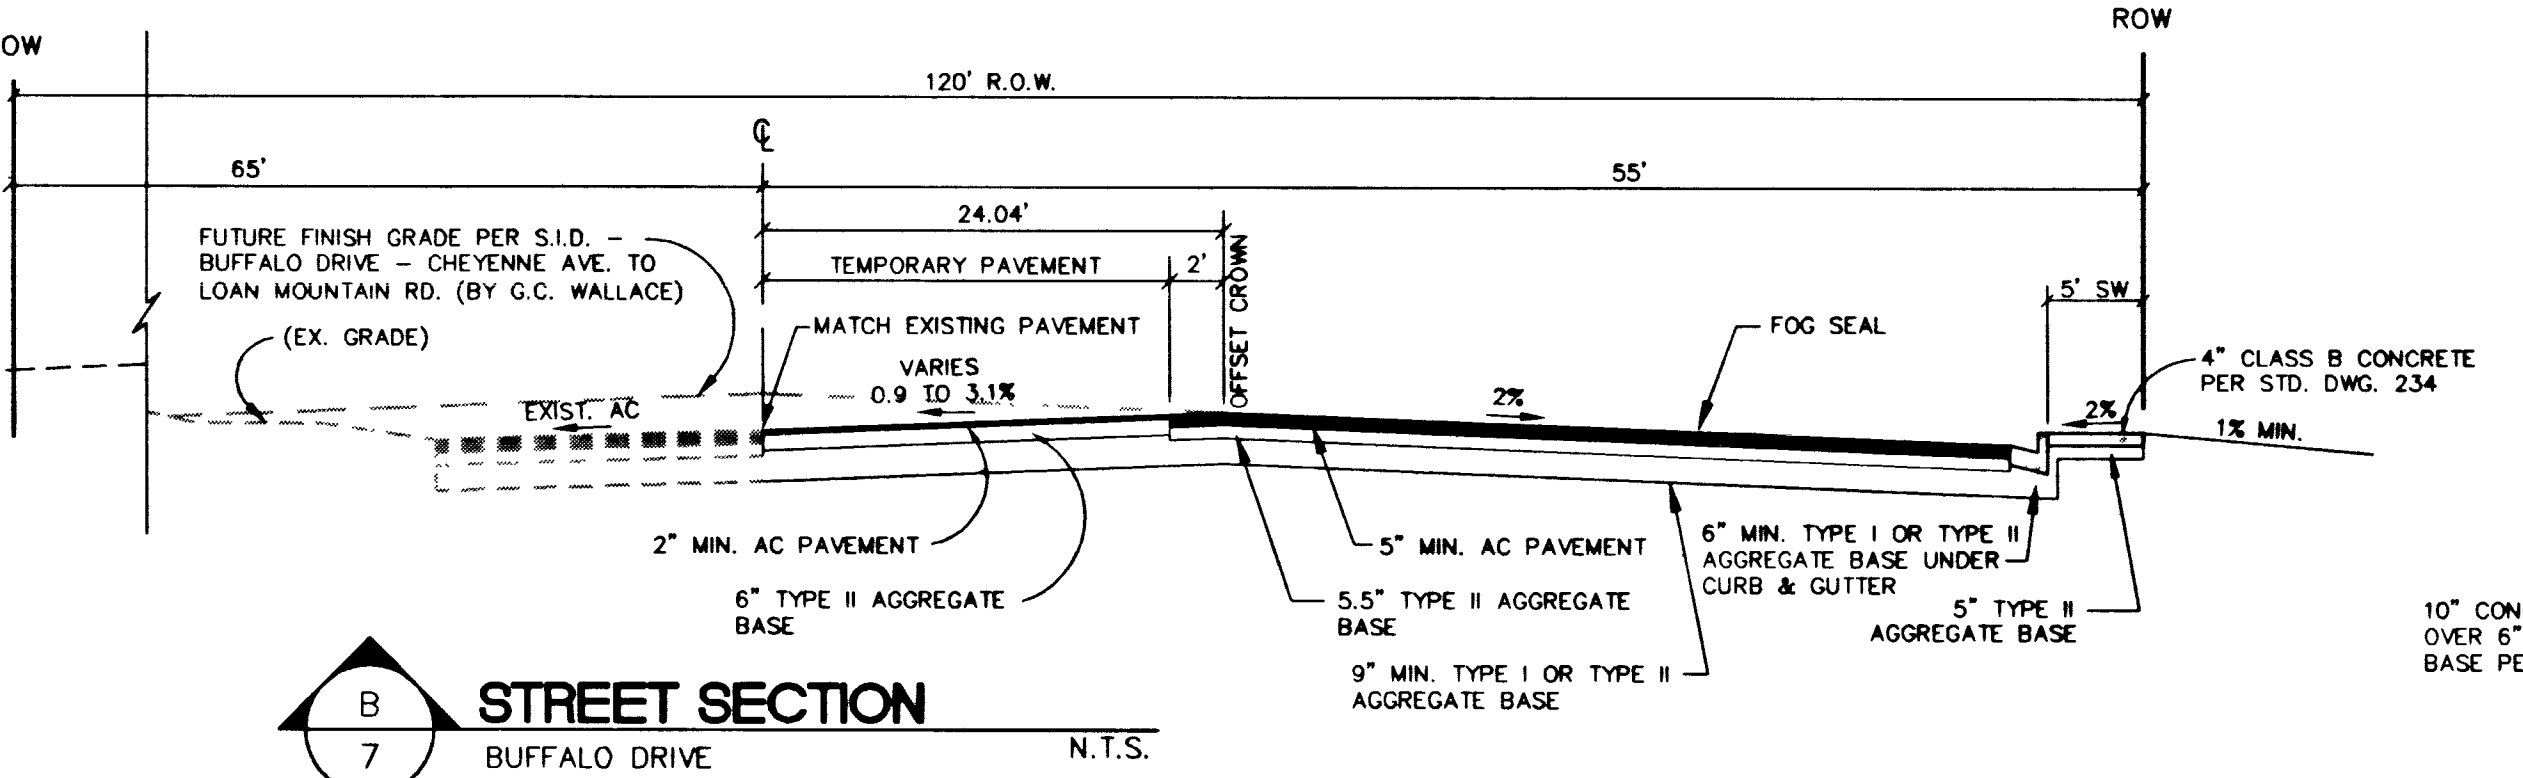 OW
ROW
120' R.O.W.
℄
65'
55'
24.04'
FUTURE FINISH GRADE PER S.I.D. –
BUFFALO DRIVE – CHEYENNE AVE. TO
LOAN MOUNTAIN RD. (BY G.C. WALLACE)
TEMPORARY PAVEMENT
2'
OFFSET CROWN
5' SW
(EX. GRADE)
MATCH EXISTING PAVEMENT
FOG SEAL
VARIES
0.9 TO 3.1%
4" CLASS B CONCRETE
PER STD. DWG. 234
EXIST. AC
2%
2%
1% MIN.
2" MIN. AC PAVEMENT
5" MIN. AC PAVEMENT
6" MIN. TYPE I OR TYPE II
AGGREGATE BASE UNDER
CURB & GUTTER
6" TYPE II AGGREGATE
BASE
5.5" TYPE II AGGREGATE
BASE
5" TYPE II
AGGREGATE BASE
10" CON
OVER 6"
BASE PE
9" MIN. TYPE I OR TYPE II
AGGREGATE BASE
B
7
STREET SECTION
BUFFALO DRIVE
N.T.S.